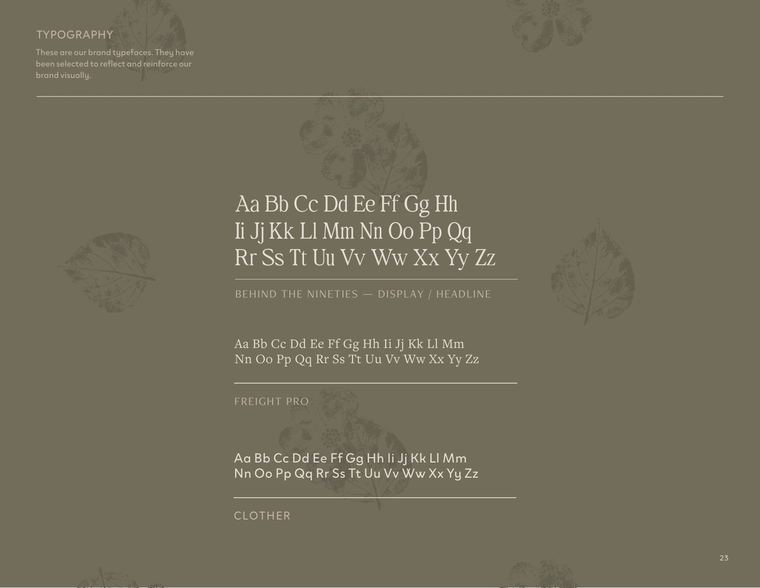 TYPOGRAPHY
These are our brand typefaces. They have
been selected to reflect and reinforce our
brand visually.
Aa Bb Cc Dd Ee Ff Gg Hh
Ii Jj Kk Ll Mm Nn Oo Pp Qq
Rr Ss Tt Uu Vv Ww Xx Yy Zz
BEHIND THE NINETIES — DISPLAY / HEADLINE
Aa Bb Cc Dd Ee Ff Gg Hh Ii Jj Kk Ll Mm
Nn Oo Pp Qq Rr Ss Tt Uu Vv Ww Xx Yy Zz
FREIGHT PRO
Aa Bb Cc Dd Ee Ff Gg Hh Ii Jj Kk Ll Mm
Nn Oo Pp Qq Rr Ss Tt Uu Vv Ww Xx Yy Zz
CLOTHER
23